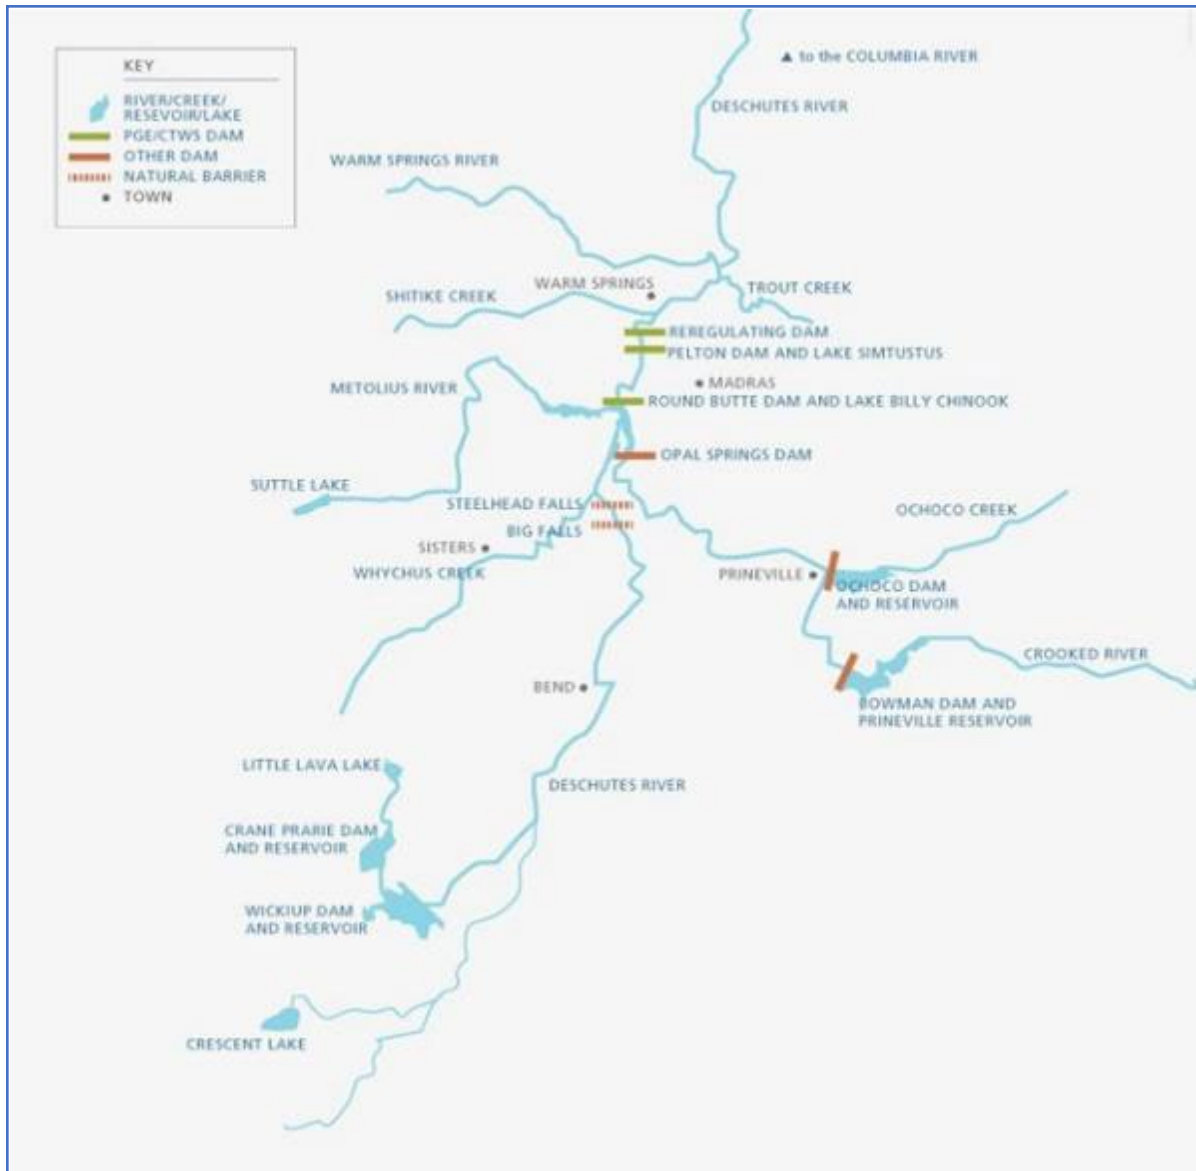 KEY
RIVER/CREEK/
RESEVOIR/LAKE
PGE/CTWS DAM
OTHER DAM
NATURAL BARRIER
TOWN
▲ to the COLUMBIA RIVER
DESCHUTES RIVER
WARM SPRINGS RIVER
WARM SPRINGS
TROUT CREEK
SHITIKE CREEK
REREGULATING DAM
PELTON DAM AND LAKE SIMTUSTUS
MADRAS
METOLIUS RIVER
ROUND BUTTE DAM AND LAKE BILLY CHINOOK
OPAL SPRINGS DAM
SUTTLE LAKE
STEELHEAD FALLS
OCHOCO CREEK
BIG FALLS
SISTERS
WHYCHUS CREEK
PRINEVILLE
OCHOCO DAM
AND RESERVOIR
CROOKED RIVER
BEND
BOWMAN DAM AND
PRINEVILLE RESERVOIR
LITTLE LAVA LAKE
DESCHUTES RIVER
CRANE PRARIE DAM
AND RESERVOIR
WICKIUP DAM
AND RESERVOIR
CRESCENT LAKE